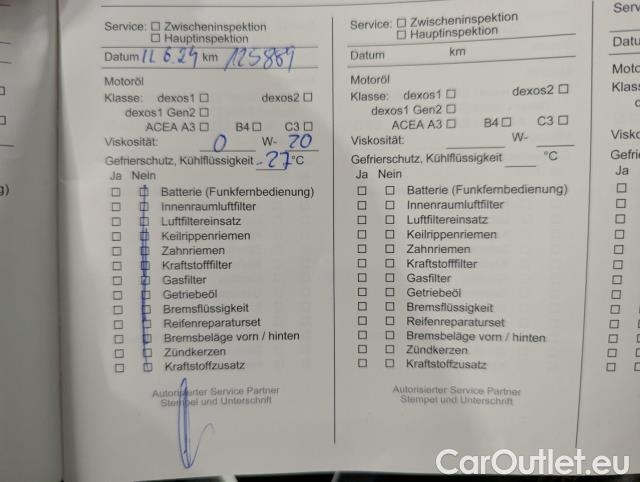 Service: Zwischeninspektion
Hauptinspektion
Datum 11.6.24 km 125889
Motoröl
Klasse: dexos1 dexos2
dexos1 Gen2
ACEA A3 B4 C3
Viskosität: 0 W- 20
Gefrierschutz, Kühlflüssigkeit -27 °C
Ja Nein
Batterie (Funkfernbedienung)
Innenraumluftfilter
Luftfiltereinsatz
Keilrippenriemen
Zahnriemen
Kraftstofffilter
Gasfilter
Getriebeöl
Bremsflüssigkeit
Reifenreparaturset
Bremsbeläge vorn / hinten
Zündkerzen
Kraftstoffzusatz
Autorisierter Service Partner
Stempel und Unterschrift
Service: Zwischeninspektion
Hauptinspektion
Datum km
Motoröl
Klasse: dexos1 dexos2
dexos1 Gen2
ACEA A3 B4 C3
Viskosität: W-
Gefrierschutz, Kühlflüssigkeit °C
Ja Nein
Batterie (Funkfernbedienung)
Innenraumluftfilter
Luftfiltereinsatz
Keilrippenriemen
Zahnriemen
Kraftstofffilter
Gasfilter
Getriebeöl
Bremsflüssigkeit
Reifenreparaturset
Bremsbeläge vorn / hinten
Zündkerzen
Kraftstoffzusatz
Autorisierter Service Partner
Stempel und Unterschrift
Ja
CarOutlet.eu